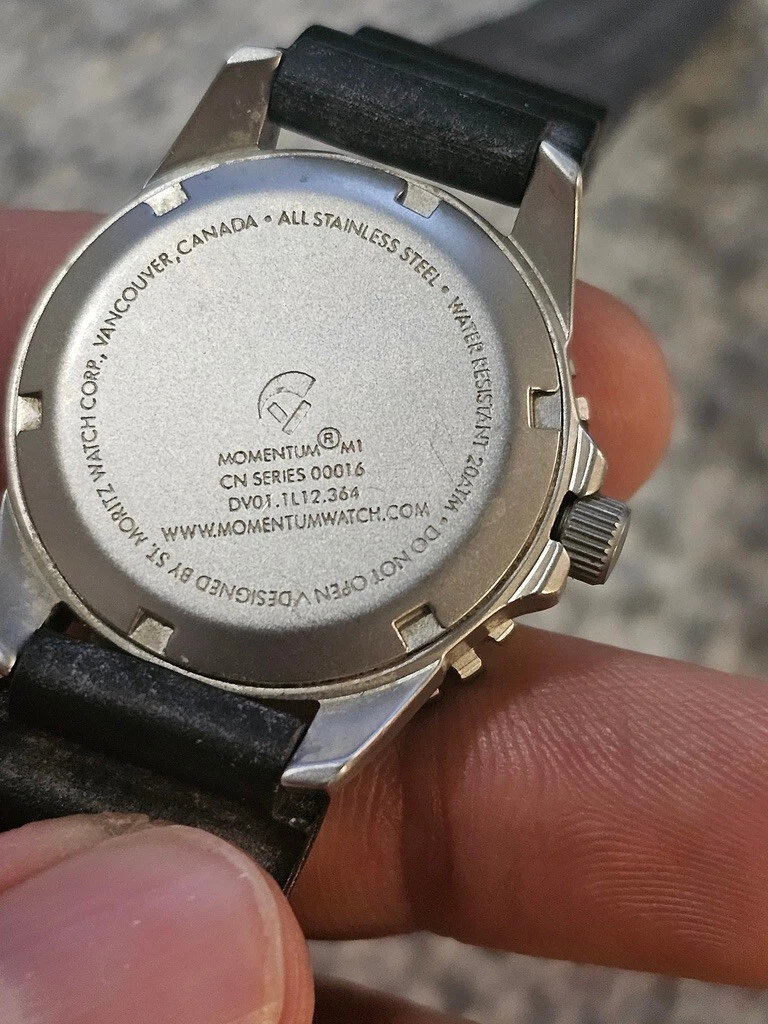 DESIGNED BY ST. MORITZ WATCH CORP., VANCOUVER, CANADA • ALL STAINLESS STEEL • WATER RESISTANT 20ATM • DO NOT OPEN
MOMENTUM® M1
CN SERIES 00016
DV01.1L12.364
WWW.MOMENTUMWATCH.COM